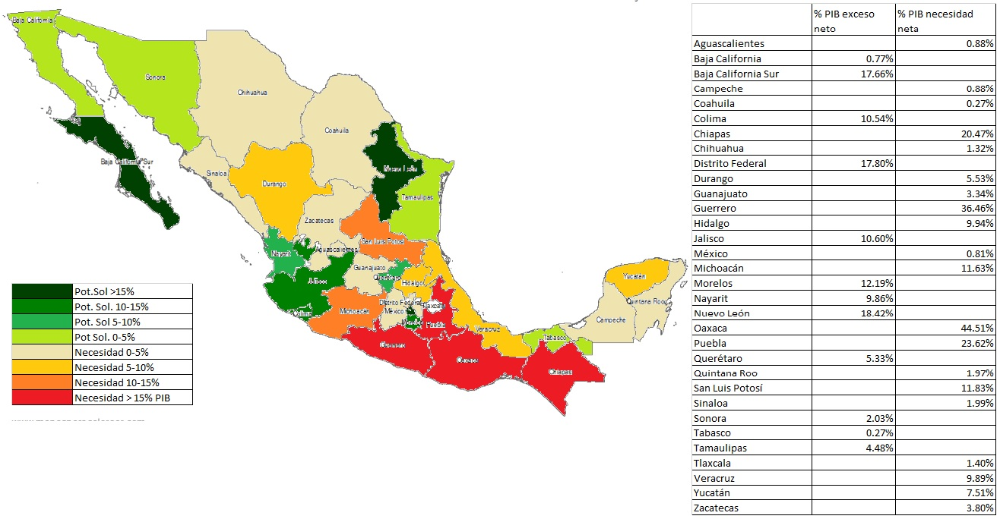 Baja California
Sonora
Chihuahua
Coahuila
Baja California Sur
Nuevo León
Sinaloa
Durango
Tamaulipas
Zacatecas
San Luis Potosí
Nayarit
Aguascalientes
Guanajuato
Querétaro
Jalisco
Hidalgo
Yucatán
Distrito Federal
Quintana Roo
Colima
Michoacán
México
Tlaxcala
Morelos
Puebla
Campeche
Veracruz
Tabasco
Guerrero
Oaxaca
Chiapas
Pot.Sol >15%
Pot. Sol. 10-15%
Pot. Sol 5-10%
Pot Sol. 0-5%
Necesidad 0-5%
Necesidad 5-10%
Necesidad 10-15%
Necesidad > 15% PIB
% PIB exceso neto % PIB necesidad neta
Aguascalientes 0.88%
Baja California 0.77%
Baja California Sur 17.66%
Campeche 0.88%
Coahuila 0.27%
Colima 10.54%
Chiapas 20.47%
Chihuahua 1.32%
Distrito Federal 17.80%
Durango 5.53%
Guanajuato 3.34%
Guerrero 36.46%
Hidalgo 9.94%
Jalisco 10.60%
México 0.81%
Michoacán 11.63%
Morelos 12.19%
Nayarit 9.86%
Nuevo León 18.42%
Oaxaca 44.51%
Puebla 23.62%
Querétaro 5.33%
Quintana Roo 1.97%
San Luis Potosí 11.83%
Sinaloa 1.99%
Sonora 2.03%
Tabasco 0.27%
Tamaulipas 4.48%
Tlaxcala 1.40%
Veracruz 9.89%
Yucatán 7.51%
Zacatecas 3.80%